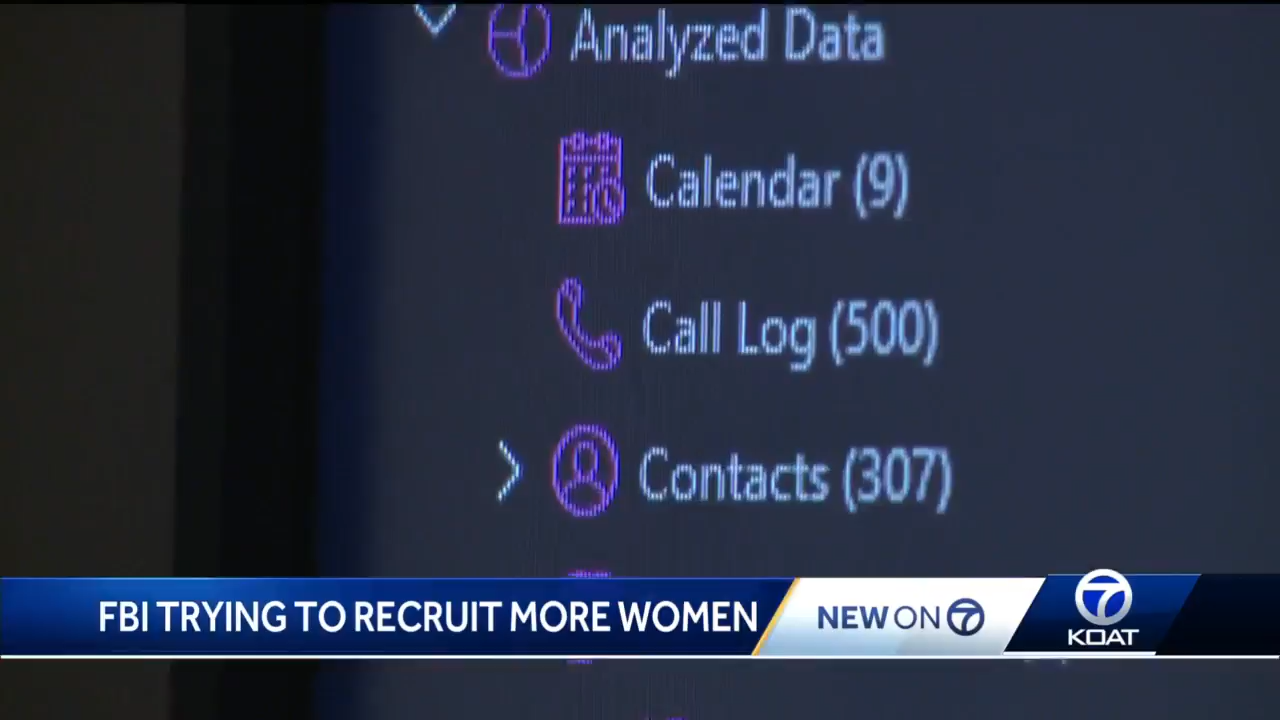 Analyzed Data
Calendar (9)
Call Log (500)
Contacts (307)
FBI TRYING TO RECRUIT MORE WOMEN
NEW ON 7
7
KOAT